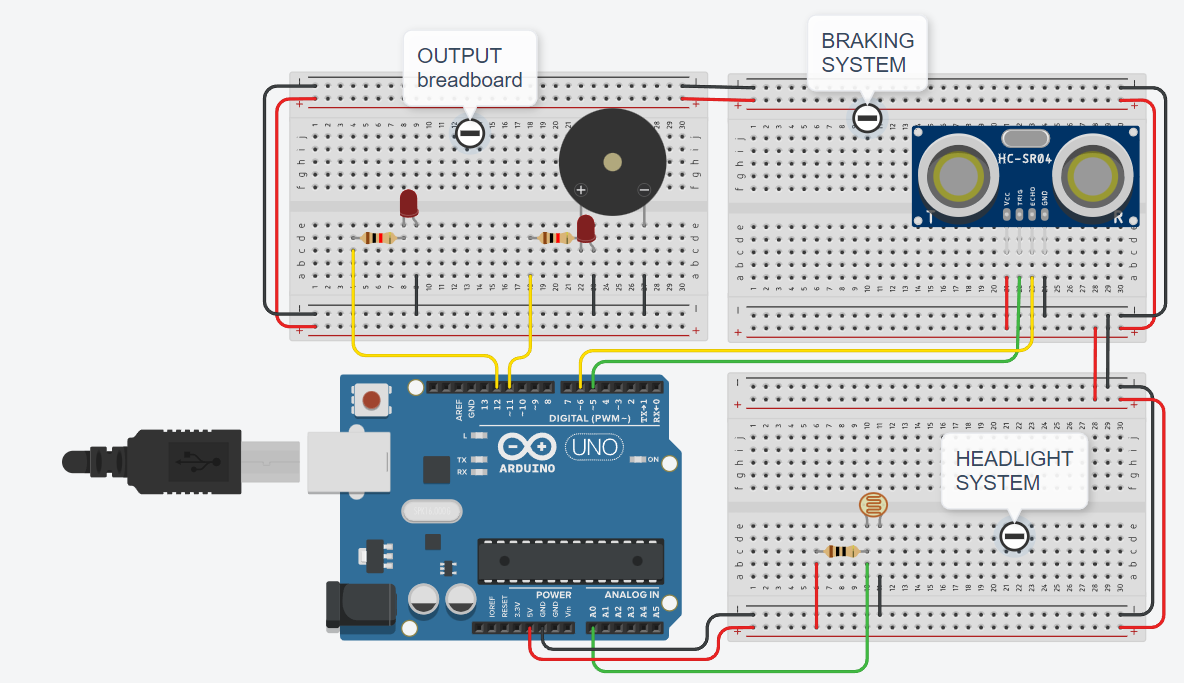 OUTPUT
breadboard
BRAKING
SYSTEM
HC-SR04
VCC
TRIG
ECHO
GND
T
R
AREF
GND
13
12
~11
~10
~9
8
7
~6
~5
4
~3
2
TX→1
RX←0
DIGITAL (PWM~)
L
TX
RX
ARDUINO
UNO
ON
HEADLIGHT
SYSTEM
POWER
ANALOG IN
IOREF
RESET
3.3V
5V
GND
GND
Vin
A0
A1
A2
A3
A4
A5